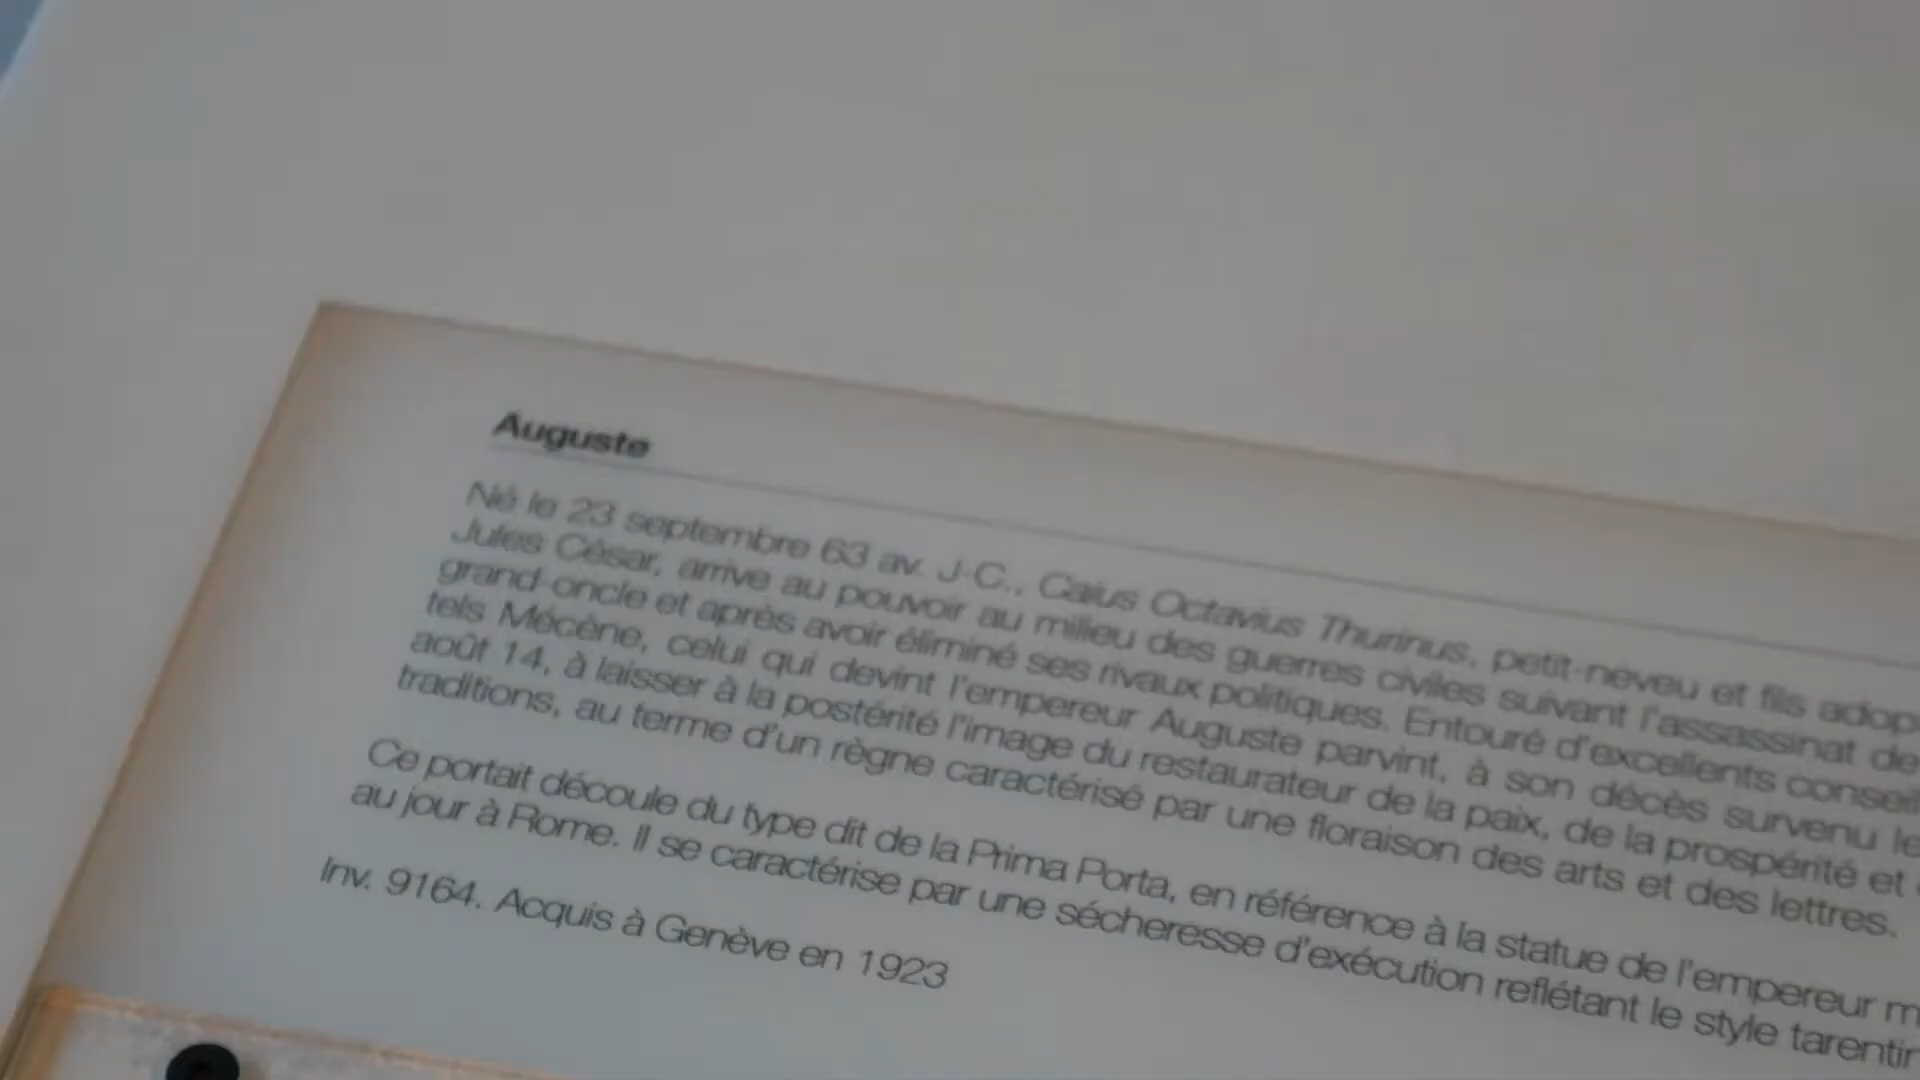 Auguste
Né le 23 septembre 63 av. J-C., Caius Octavius Thurinus, petit-neveu et fils adop
Jules César, arrive au pouvoir au milieu des guerres civiles suivant l'assassinat de
grand-oncle et après avoir éliminé ses rivaux politiques. Entouré d'excellents conseil
tels Mécène, celui qui devint l'empereur Auguste parvint, à son décès survenu le
août 14, à laisser à la postérité l'image du restaurateur de la paix, de la prospérité et
traditions, au terme d'un règne caractérisé par une floraison des arts et des lettres.
Ce portait découle du type dit de la Prima Porta, en référence à la statue de l'empereur m
au jour à Rome. Il se caractérise par une sécheresse d'exécution reflétant le style tarentin
Inv. 9164. Acquis à Genève en 1923